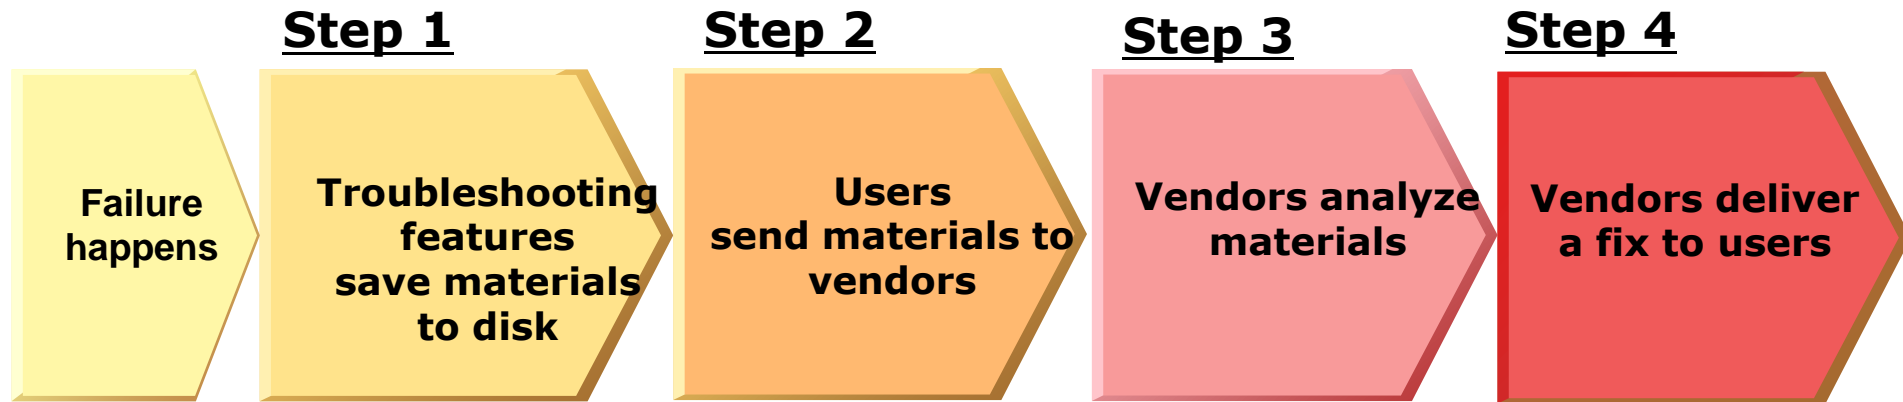 Failure
happens
Step 1
Troubleshooting
features
save materials
to disk
Step 2
Users
send materials to
vendors
Step 3
Vendors analyze
materials
Step 4
Vendors deliver
a fix to users